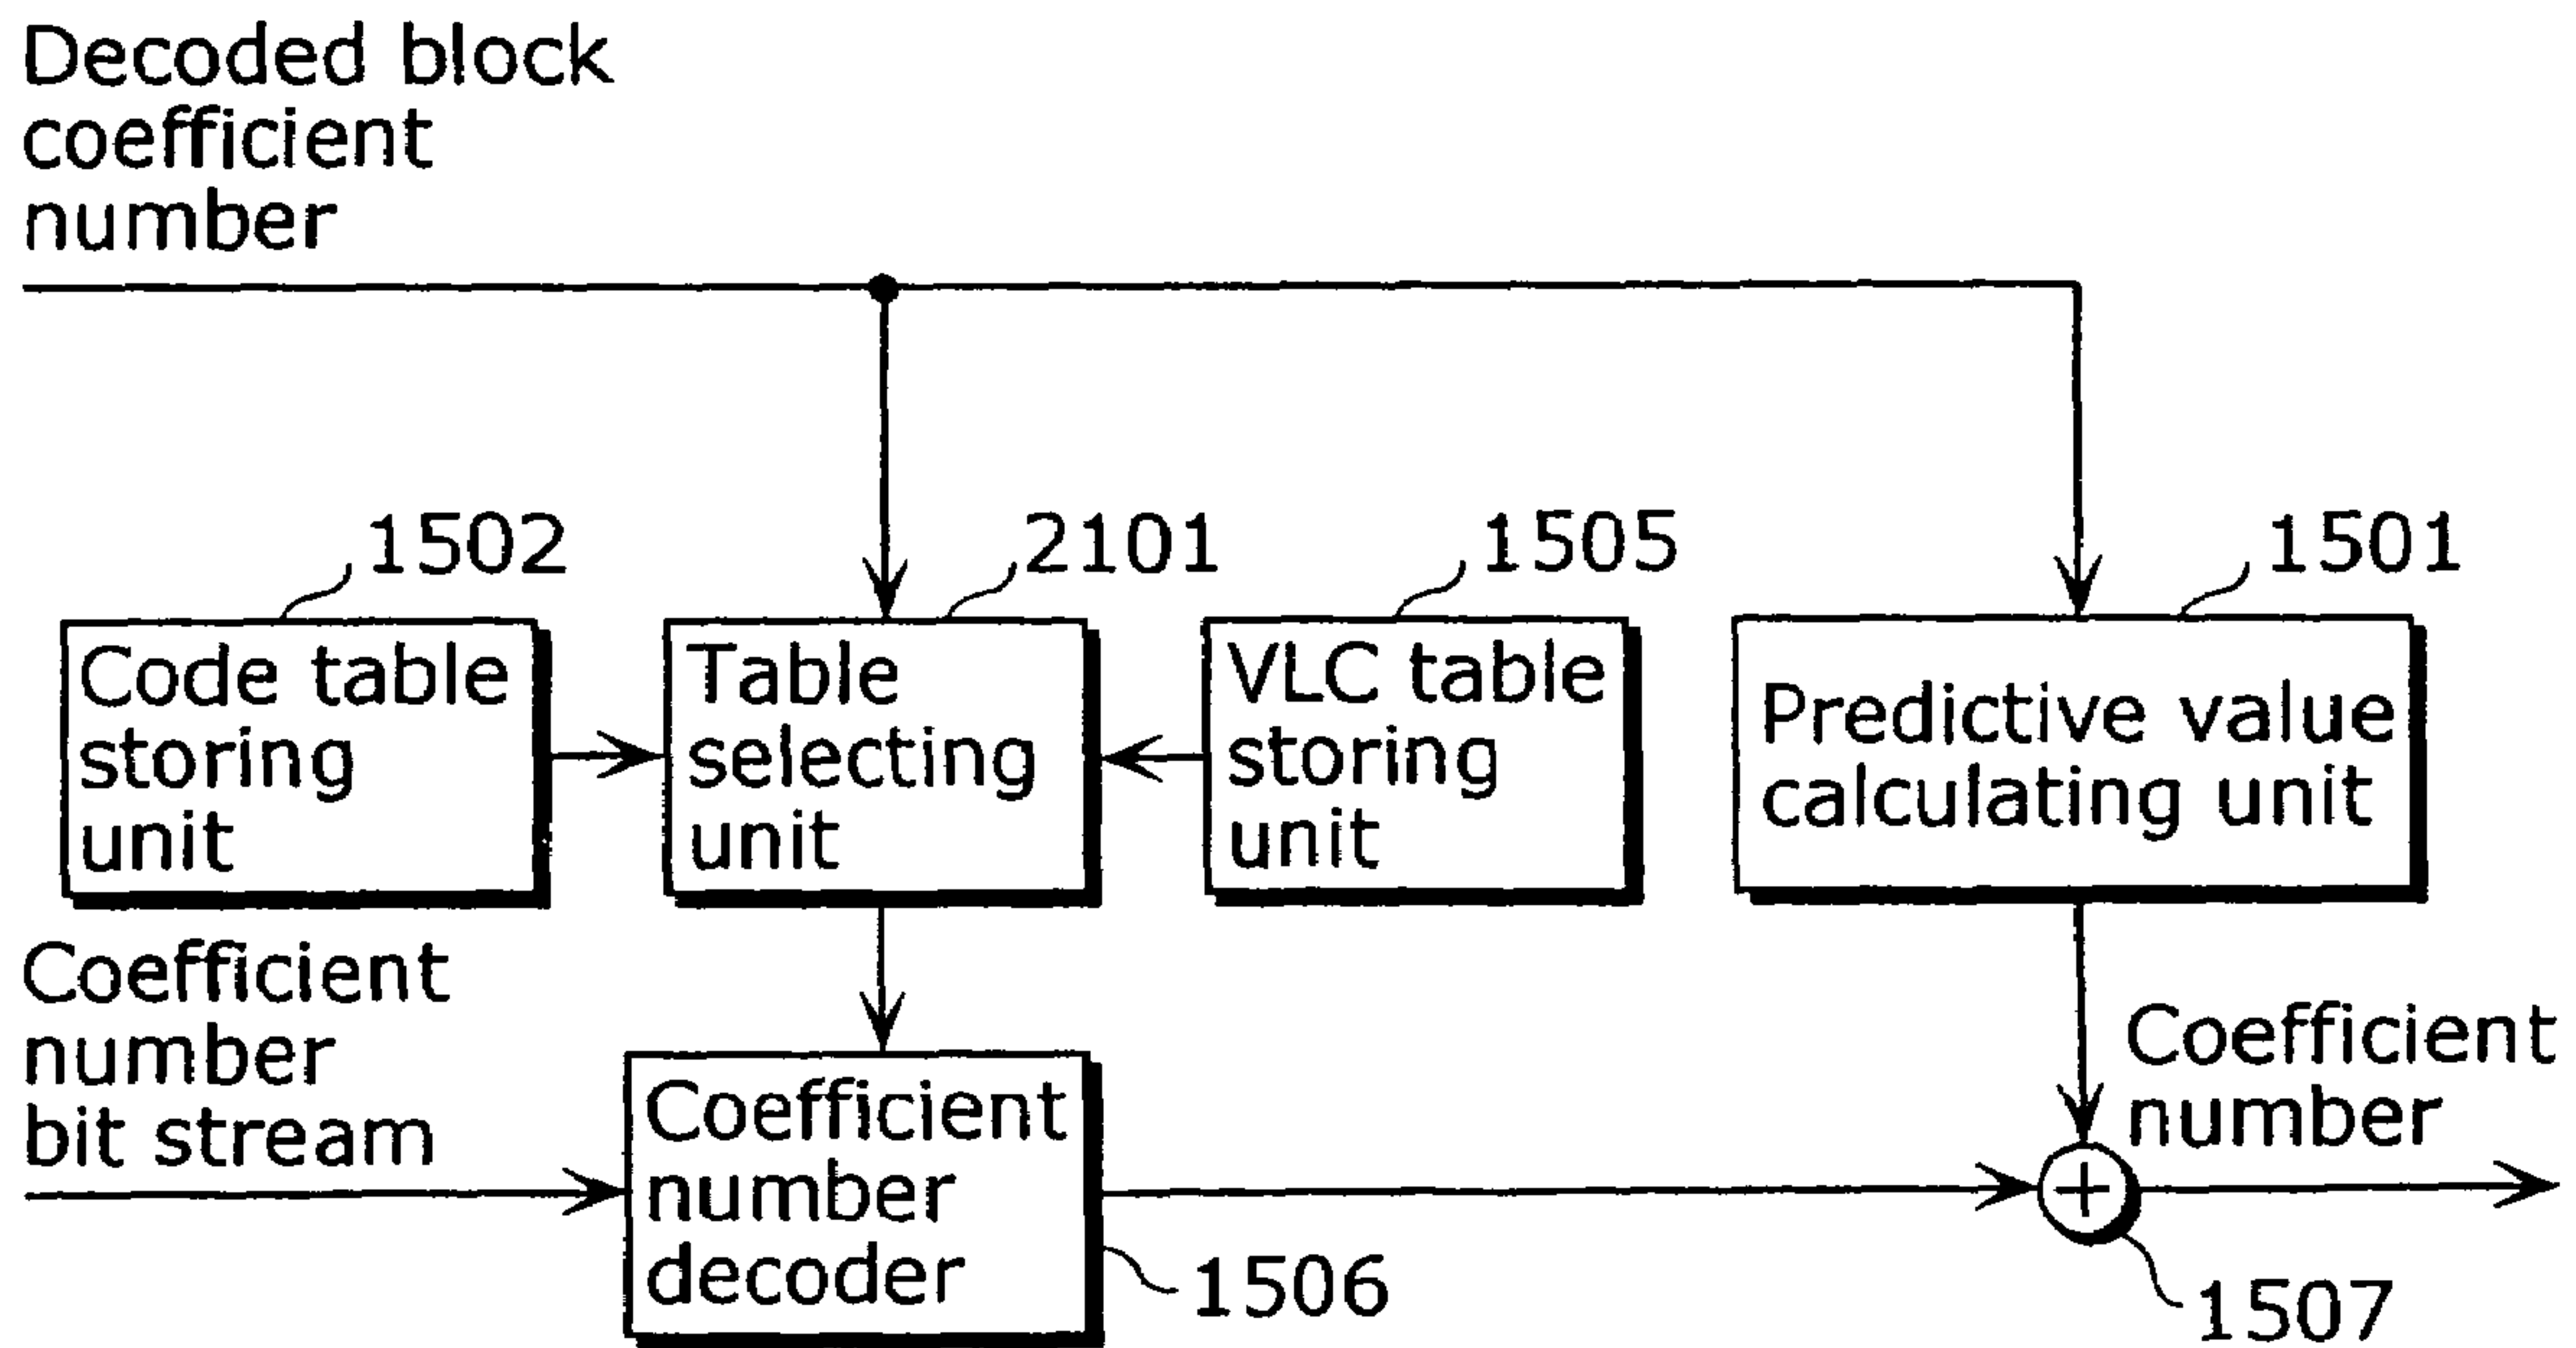 Decoded block
coefficient
number
1502
2101
1505
1501
Code table
storing
unit
Table
selecting
unit
VLC table
storing
unit
Predictive value
calculating unit
Coefficient
number
bit stream
Coefficient
number
decoder
1506
Coefficient
number
+
1507